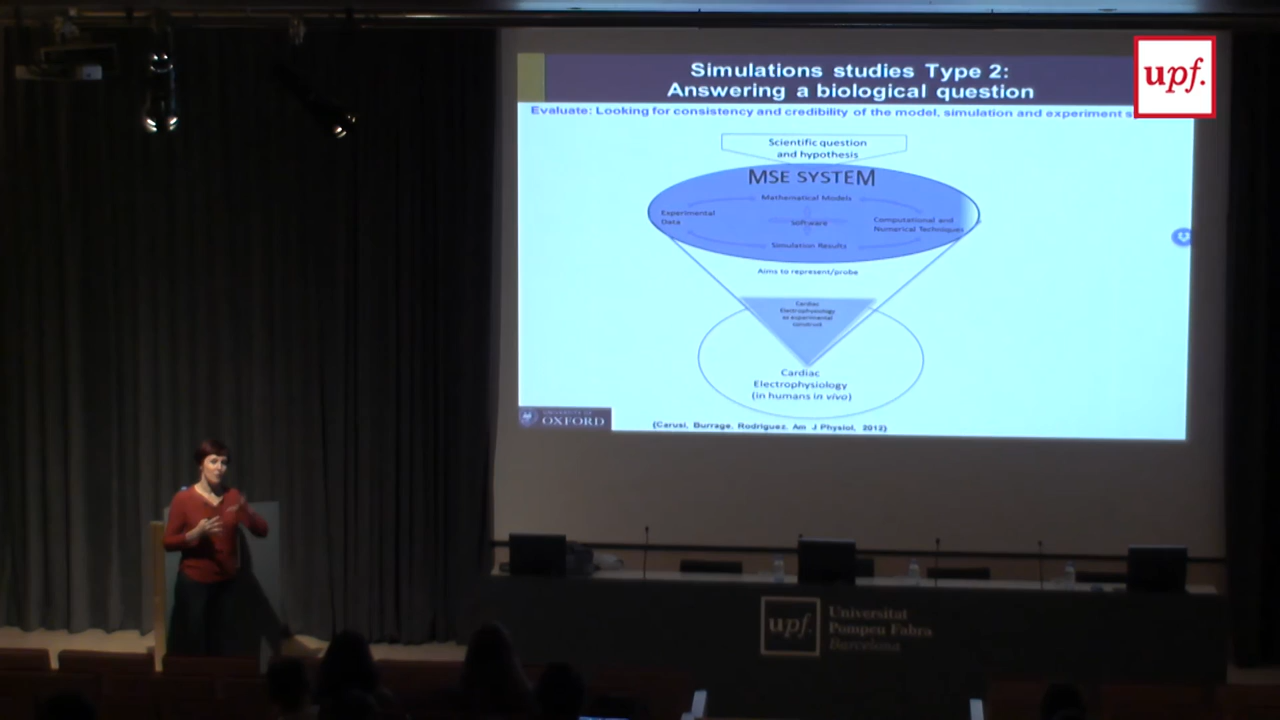 Simulations studies Type 2:
Answering a biological question
upf.
Evaluate: Looking for consistency and credibility of the model, simulation and experiment s
Scientific question
and hypothesis
MSE SYSTEM
Mathematical Models
Experimental
Data
Software
Computational and
Numerical Techniques
Simulation Results
Aims to represent/probe
Cardiac
Electrophysiology
as experimental
construct
Cardiac
Electrophysiology
(in humans in vivo)
UNIVERSITY OF
OXFORD
(Carusi, Burrage, Rodriguez, Am J Physiol, 2012)
upf.
Universitat
Pompeu Fabra
Barcelona